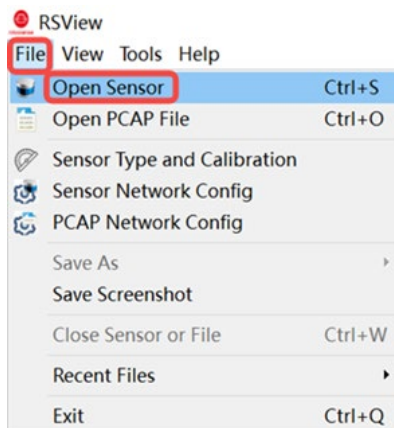 RSView
File View Tools Help
Open Sensor Ctrl+S
Open PCAP File Ctrl+O
Sensor Type and Calibration
Sensor Network Config
PCAP Network Config
Save As
Save Screenshot
Close Sensor or File Ctrl+W
Recent Files
Exit Ctrl+Q